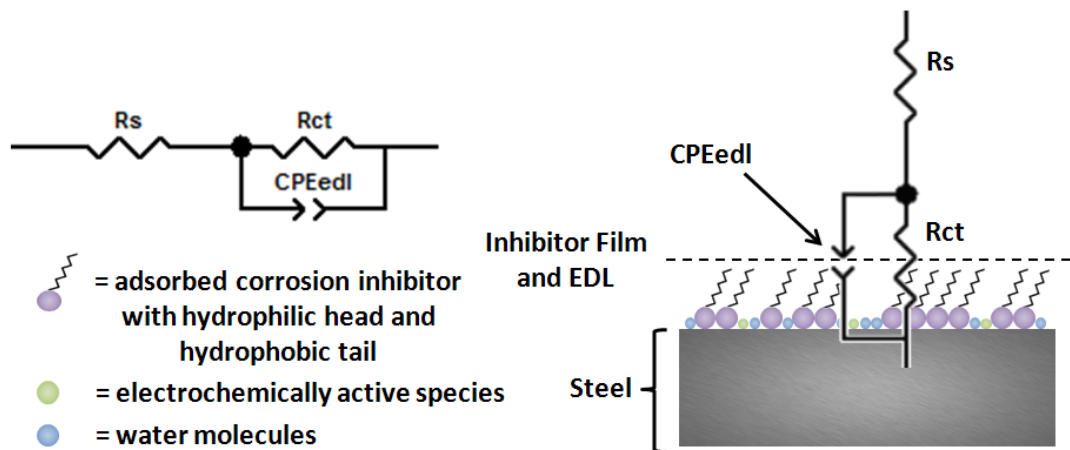 Rs
Rct
CPEedl
= adsorbed corrosion inhibitor
with hydrophilic head and
hydrophobic tail
= electrochemically active species
= water molecules
Rs
CPEedl
Rct
Inhibitor Film
and EDL
Steel